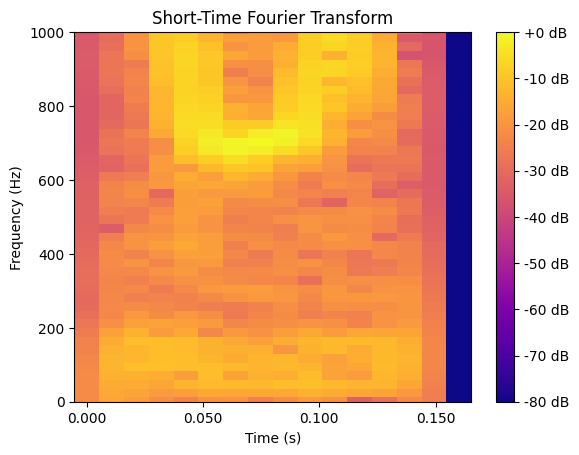 Short-Time Fourier Transform
1000
800
600
400
200
0
Frequency (Hz)
0.000
0.050
0.100
0.150
Time (s)
+0 dB
-10 dB
-20 dB
-30 dB
-40 dB
-50 dB
-60 dB
-70 dB
-80 dB